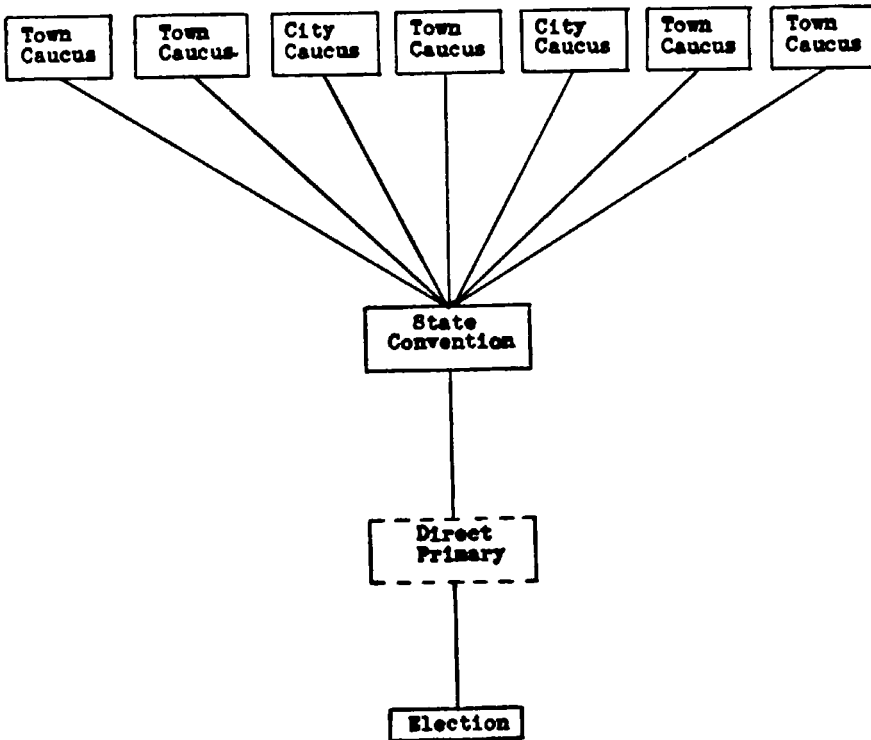 Town
Caucus
Town
Caucus
City
Caucus
Town
Caucus
City
Caucus
Town
Caucus
Town
Caucus
State
Convention
Direct
Primary
Election